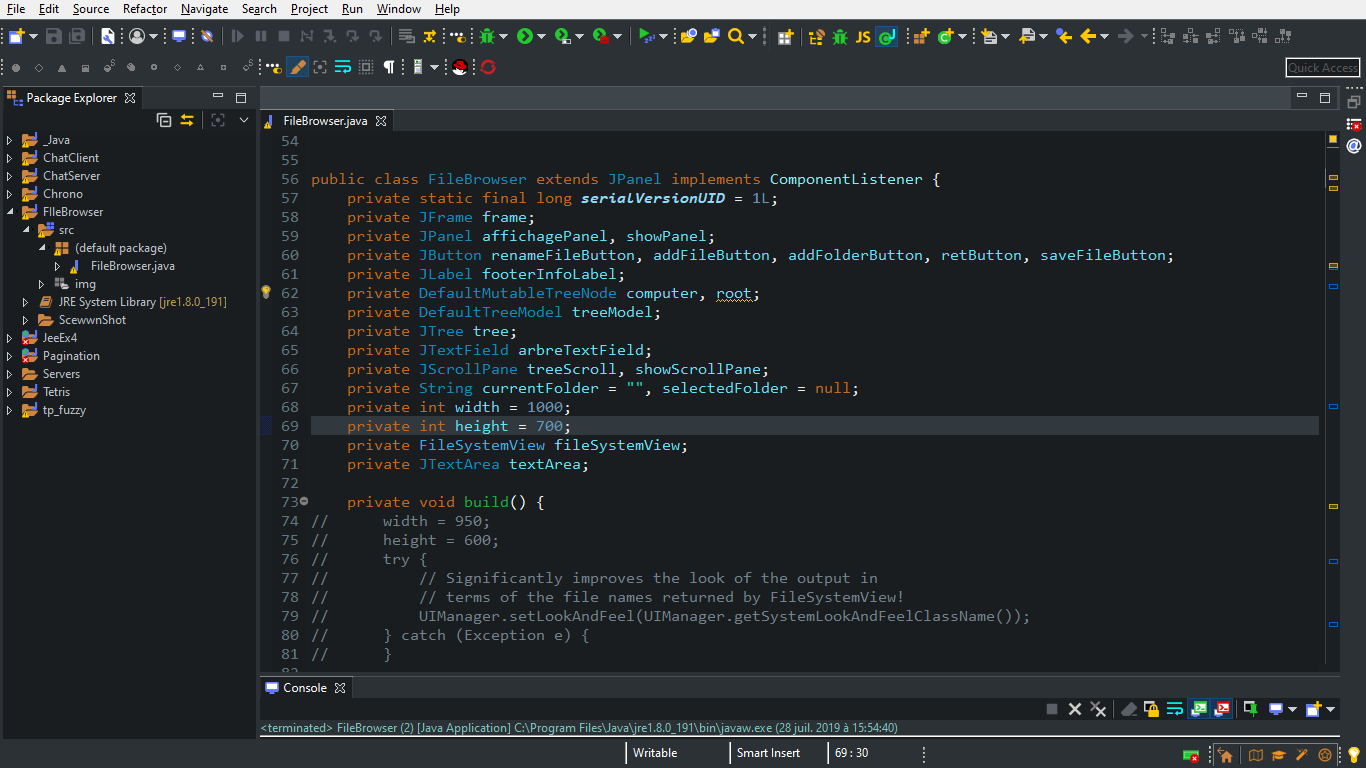 File Edit Source Refactor Navigate Search Project Run Window Help
JS
Quick Access
Package Explorer
_Java
ChatClient
ChatServer
Chrono
FIleBrowser
src
(default package)
FileBrowser.java
img
JRE System Library [jre1.8.0_191]
ScewwnShot
JeeEx4
Pagination
Servers
Tetris
tp_fuzzy
FileBrowser.java
54
55
56 public class FileBrowser extends JPanel implements ComponentListener {
57 private static final long serialVersionUID = 1L;
58 private JFrame frame;
59 private JPanel affichagePanel, showPanel;
60 private JButton renameFileButton, addFileButton, addFolderButton, retButton, saveFileButton;
61 private JLabel footerInfoLabel;
62 private DefaultMutableTreeNode computer, root;
63 private DefaultTreeModel treeModel;
64 private JTree tree;
65 private JTextField arbreTextField;
66 private JScrollPane treeScroll, showScrollPane;
67 private String currentFolder = "", selectedFolder = null;
68 private int width = 1000;
69 private int height = 700;
70 private FileSystemView fileSystemView;
71 private JTextArea textArea;
72
73 private void build() {
74 // width = 950;
75 // height = 600;
76 // try {
77 // // Significantly improves the look of the output in
78 // // terms of the file names returned by FileSystemView!
79 // UIManager.setLookAndFeel(UIManager.getSystemLookAndFeelClassName());
80 // } catch (Exception e) {
81 // }
82
Console
<terminated> FileBrowser (2) [Java Application] C:\Program Files\Java\jre1.8.0_191\bin\javaw.exe (28 juil. 2019 à 15:54:40)
Writable Smart Insert 69 : 30